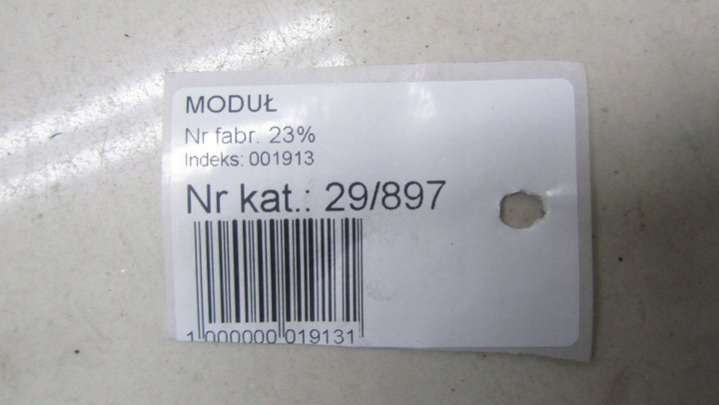 MODUŁ
Nr fabr. 23%
Indeks: 001913
Nr kat.: 29/897
1 000000 019131